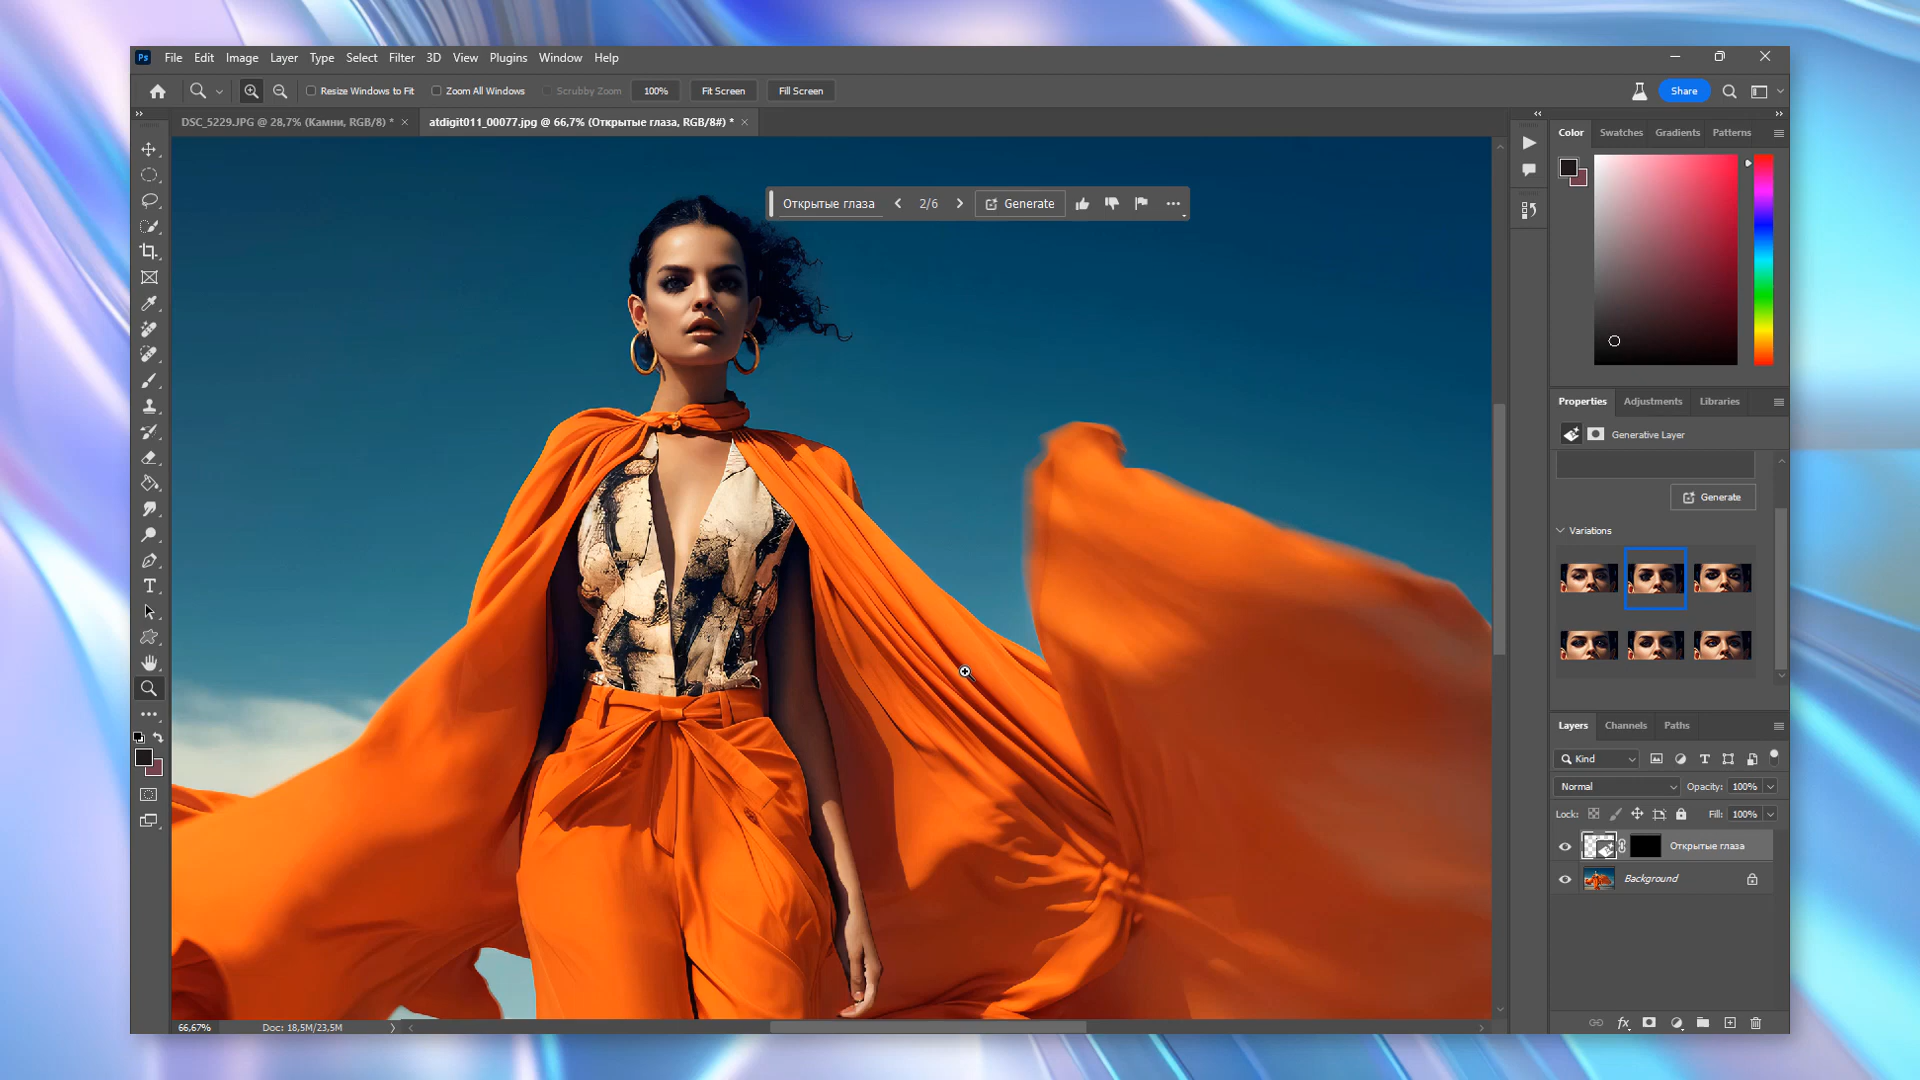 Ps File Edit Image Layer Type Select Filter 3D View Plugins Window Help
Resize Windows to Fit Zoom All Windows Scrubby Zoom 100% Fit Screen Fill Screen Share
DSC_5229.JPG @ 28,7% (Камни, RGB/8) * × atdigit011_00077.jpg @ 66,7% (Открытые глаза, RGB/8#) * ×
Color Swatches Gradients Patterns
Открытые глаза 2/6 Generate
Properties Adjustments Libraries
Generative Layer
Generate
Variations
Layers Channels Paths
Kind
Normal Opacity: 100%
Lock: Fill: 100%
Открытые глаза
Background
66,67% Doc: 18,5M/23,5M
fx